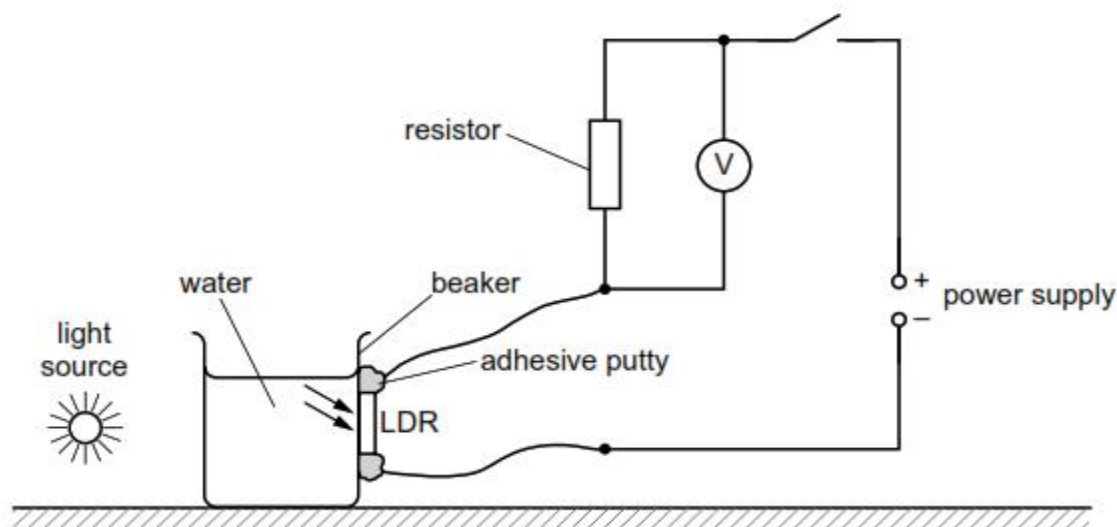 resistor
V
water
beaker
+
power supply
–
light
source
adhesive putty
LDR